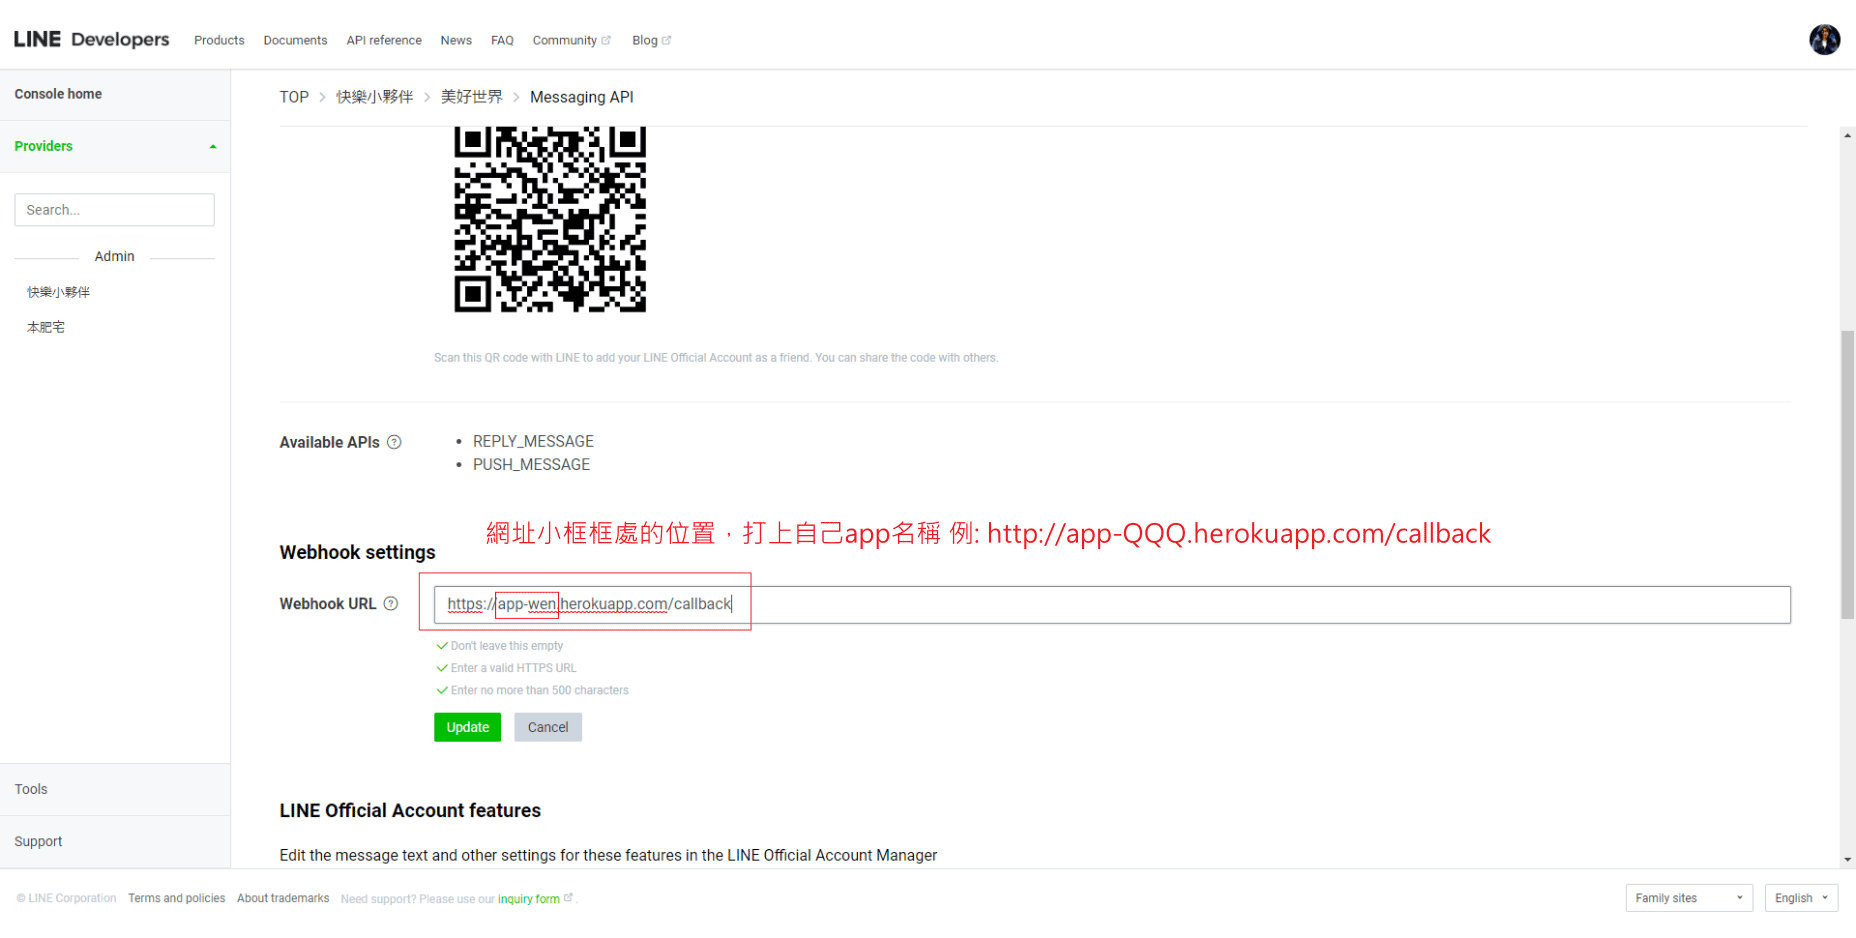 LINE Developers Products Documents API reference News FAQ Community Blog
Console home
Providers
Search...
Admin
快樂小夥伴
本肥宅
Tools
Support
TOP > 快樂小夥伴 > 美好世界 > Messaging API
Scan this QR code with LINE to add your LINE Official Account as a friend. You can share the code with others.
Available APIs ?
• REPLY_MESSAGE
• PUSH_MESSAGE
網址小框框處的位置，打上自己app名稱 例: http://app-QQQ.herokuapp.com/callback
Webhook settings
Webhook URL ? https://app-wen.herokuapp.com/callback
Don't leave this empty
Enter a valid HTTPS URL
Enter no more than 500 characters
Update Cancel
LINE Official Account features
Edit the message text and other settings for these features in the LINE Official Account Manager
© LINE Corporation Terms and policies About trademarks Need support? Please use our inquiry form . Family sites English